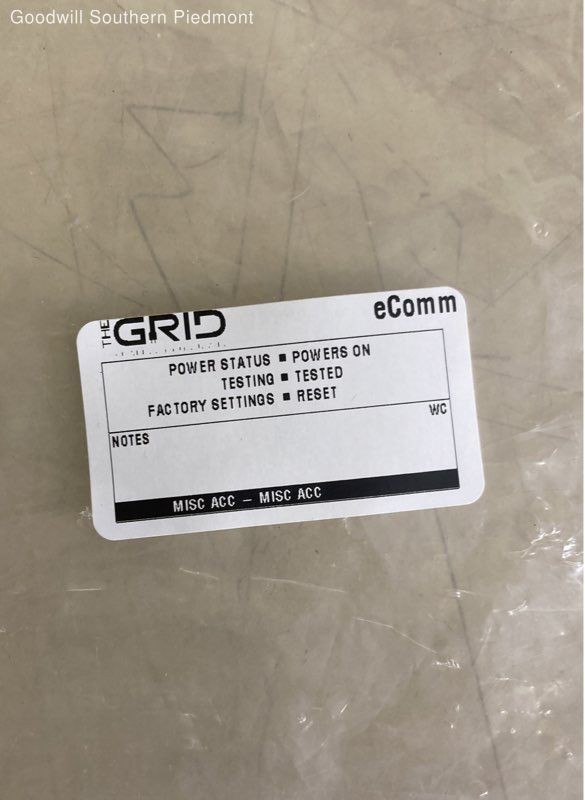 Goodwill Southern Piedmont
THE GRID
eComm
POWER STATUS ■ POWERS ON
TESTING ■ TESTED
FACTORY SETTINGS ■ RESET
WC
NOTES
MISC ACC - MISC ACC